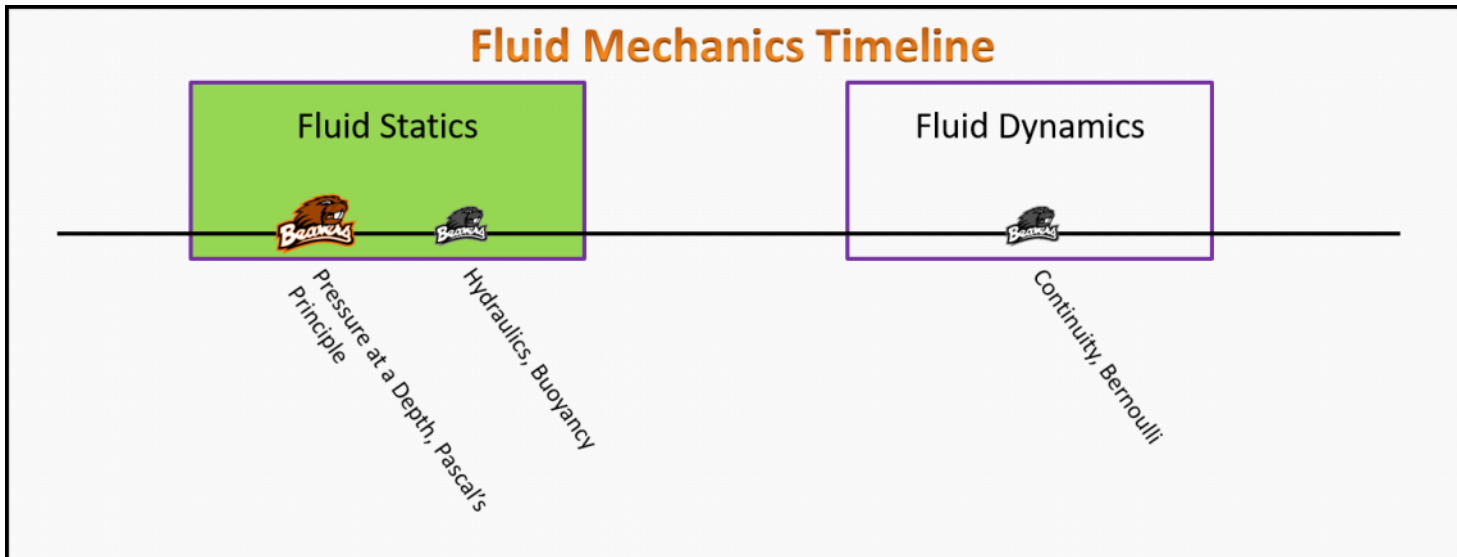 Fluid Mechanics Timeline
Fluid Statics
Fluid Dynamics
Beavers
Beavers
Beavers
Pressure at a Depth, Pascal's
Principle
Hydraulics, Buoyancy
Continuity, Bernoulli